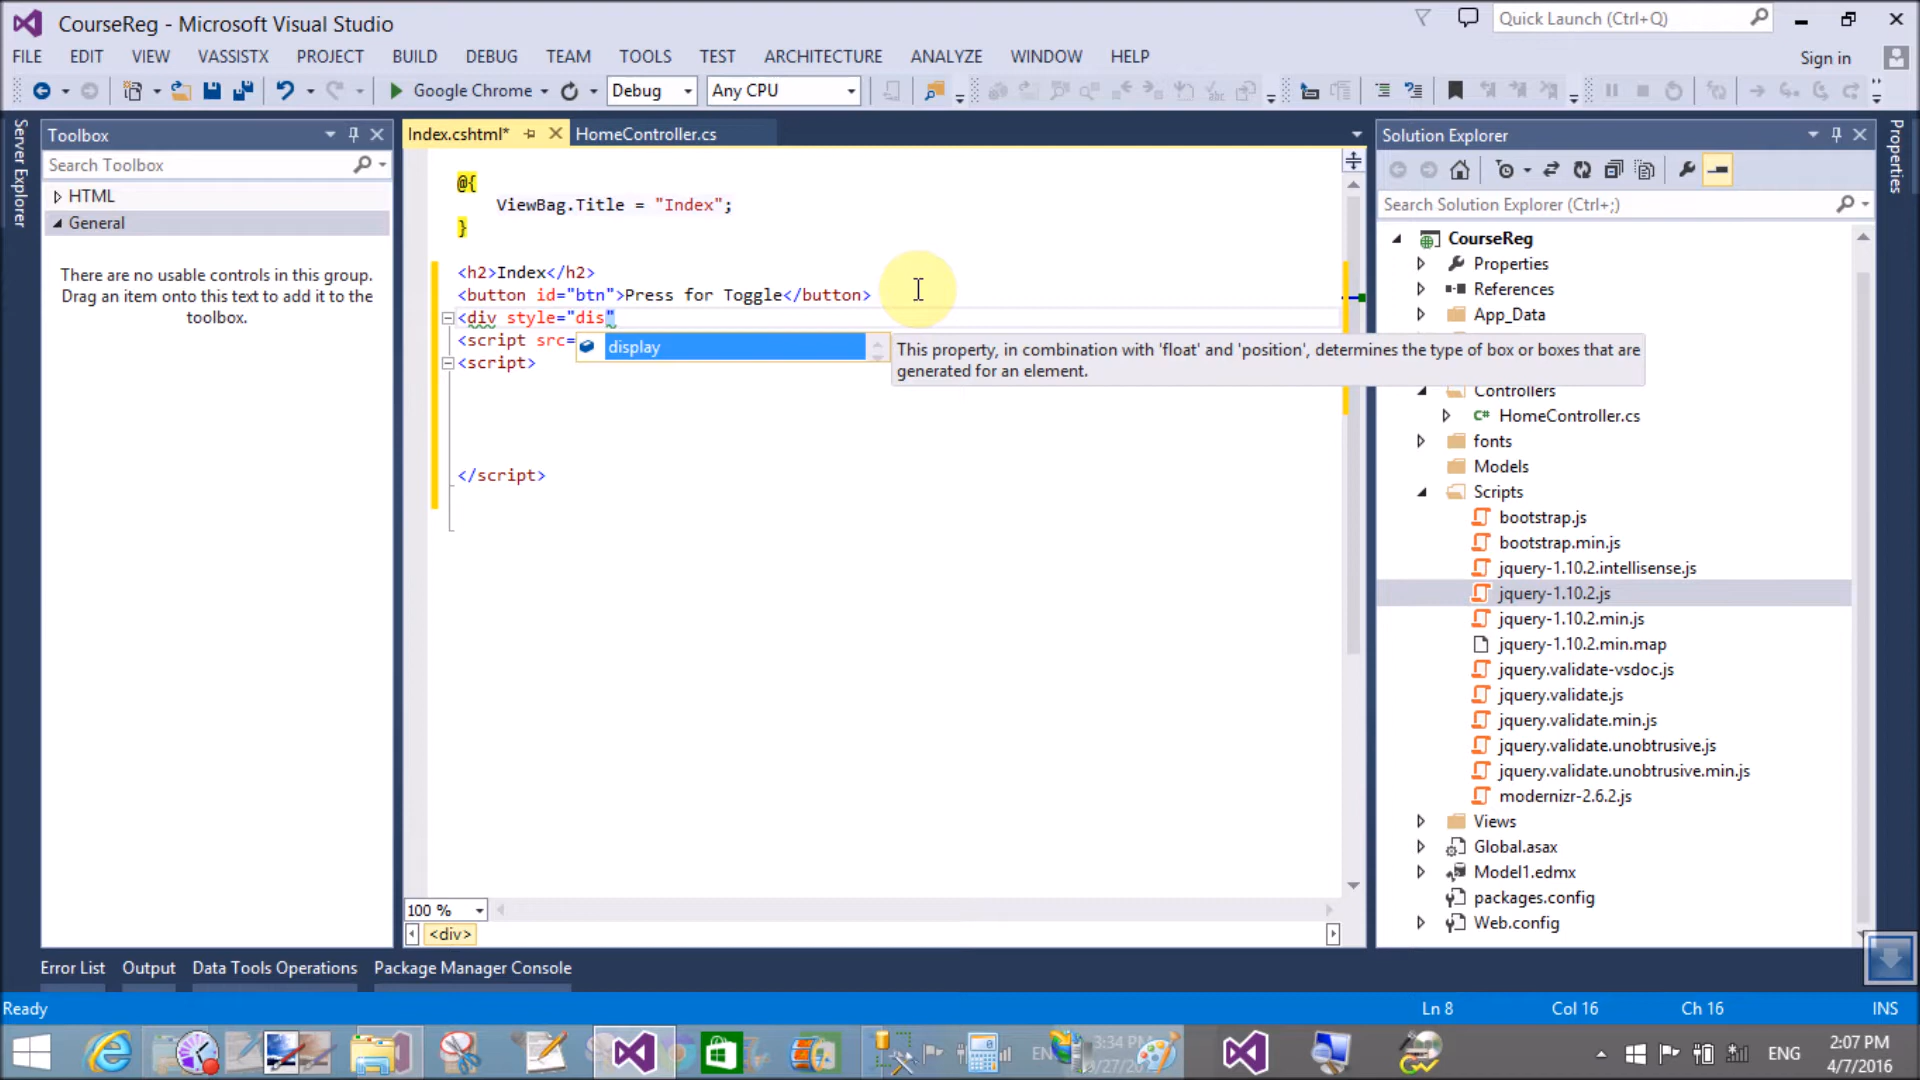 CourseReg - Microsoft Visual Studio
Quick Launch (Ctrl+Q)
FILE EDIT VIEW VASSISTX PROJECT BUILD DEBUG TEAM TOOLS TEST ARCHITECTURE ANALYZE WINDOW HELP
Sign in
Google Chrome Debug Any CPU
Server Explorer
Toolbox
Search Toolbox
HTML
General
There are no usable controls in this group.
Drag an item onto this text to add it to the
toolbox.
Index.cshtml* HomeController.cs
@{
ViewBag.Title = "Index";
}
<h2>Index</h2>
<button id="btn">Press for Toggle</button>
<div style="dis"
<script src=
<script>
</script>
display
This property, in combination with 'float' and 'position', determines the type of box or boxes that are
generated for an element.
100 %
<div>
Solution Explorer
Search Solution Explorer (Ctrl+;)
CourseReg
Properties
References
App_Data
Controllers
HomeController.cs
fonts
Models
Scripts
bootstrap.js
bootstrap.min.js
jquery-1.10.2.intellisense.js
jquery-1.10.2.js
jquery-1.10.2.min.js
jquery-1.10.2.min.map
jquery.validate-vsdoc.js
jquery.validate.js
jquery.validate.min.js
jquery.validate.unobtrusive.js
jquery.validate.unobtrusive.min.js
modernizr-2.6.2.js
Views
Global.asax
Model1.edmx
packages.config
Web.config
Properties
Error List Output Data Tools Operations Package Manager Console
Ready Ln 8 Col 16 Ch 16 INS
EN 3:34 PM
ENG 2:07 PM
4/7/2016